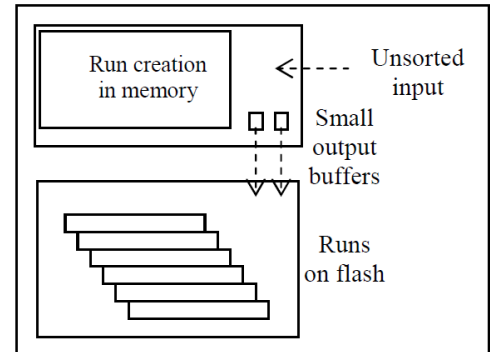 Run creation
in memory
Unsorted
input
Small
output
buffers
Runs
on flash